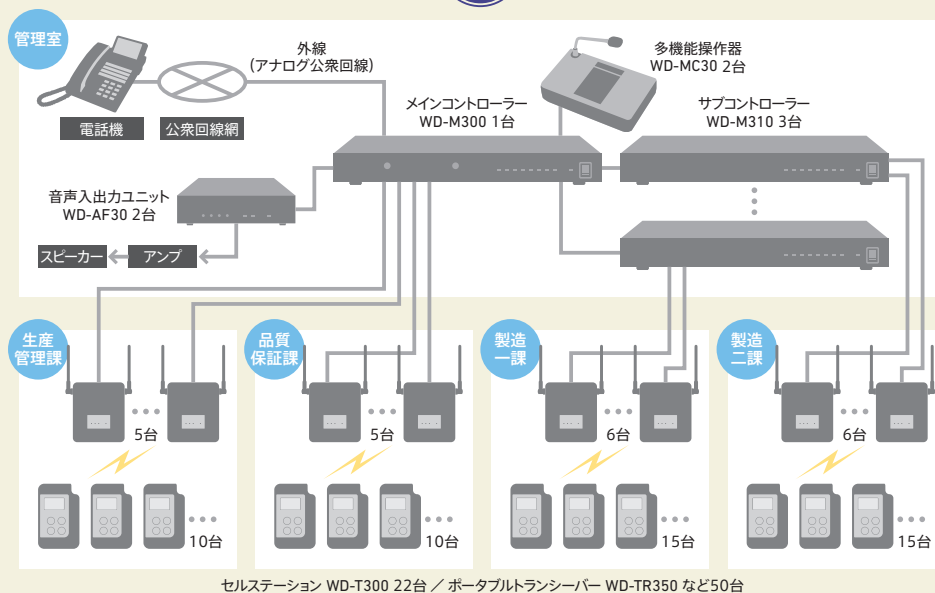 管理室
外線
(アナログ公衆回線)
多機能操作器
WD-MC30 2台
電話機
公衆回線網
メインコントローラー
WD-M300 1台
サブコントローラー
WD-M310 3台
音声入出力ユニット
WD-AF30 2台
スピーカー
アンプ
生産
管理課
品質
保証課
製造
一課
製造
二課
5台
5台
6台
6台
10台
10台
15台
15台
セルステーション WD-T300 22台 / ポータブルトランシーバー WD-TR350 など50台